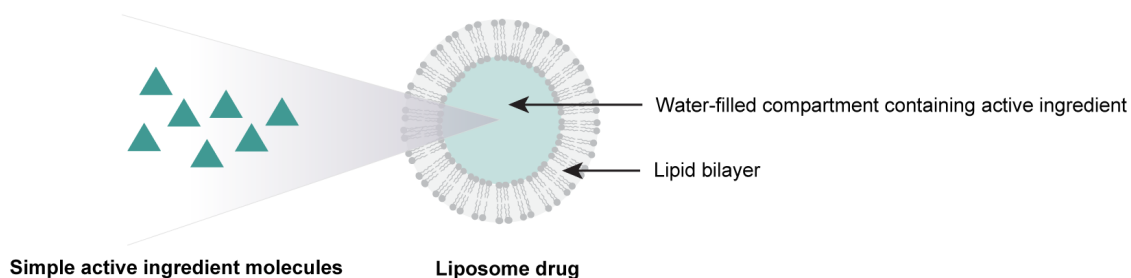 Water-filled compartment containing active ingredient
Lipid bilayer
Simple active ingredient molecules
Liposome drug